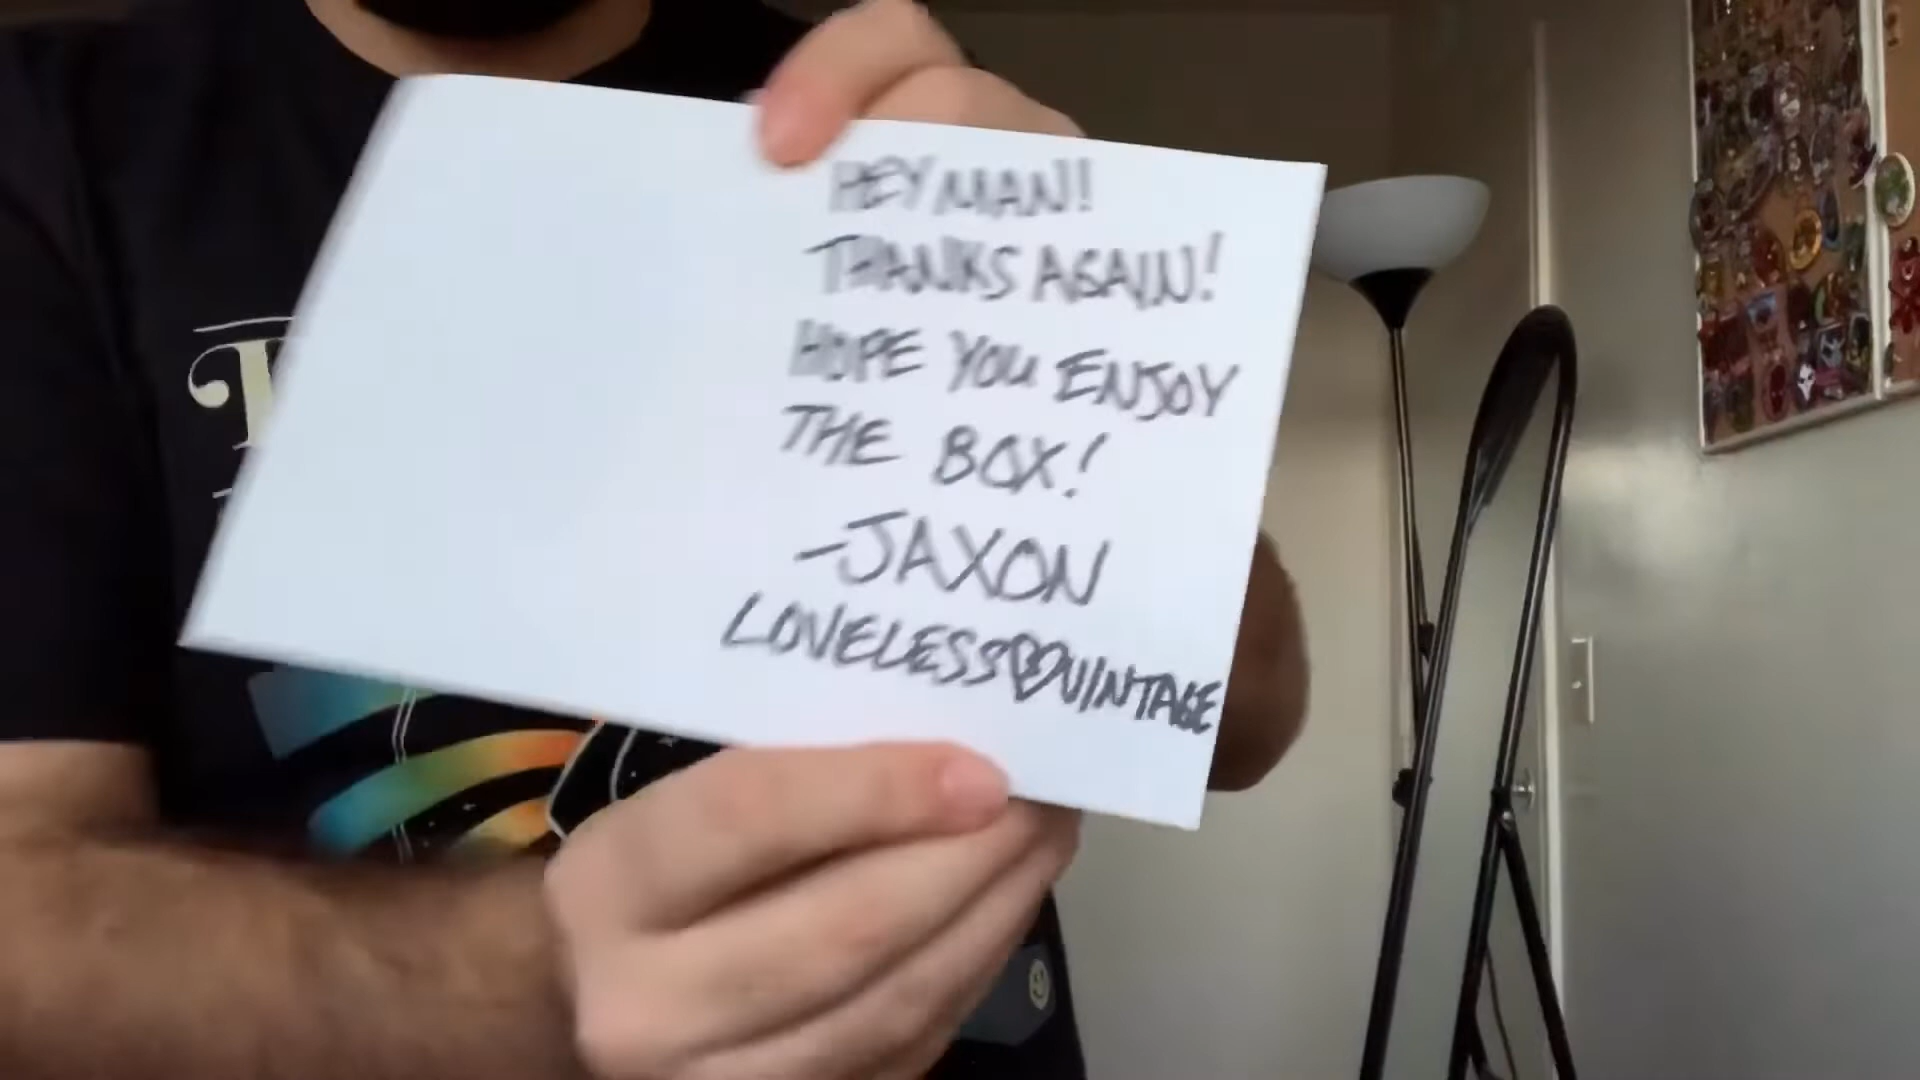 HEY MAN!
THANKS AGAIN!
HOPE YOU ENJOY
THE BOX!
-JAXON
LOVELESS♡VINTAGE